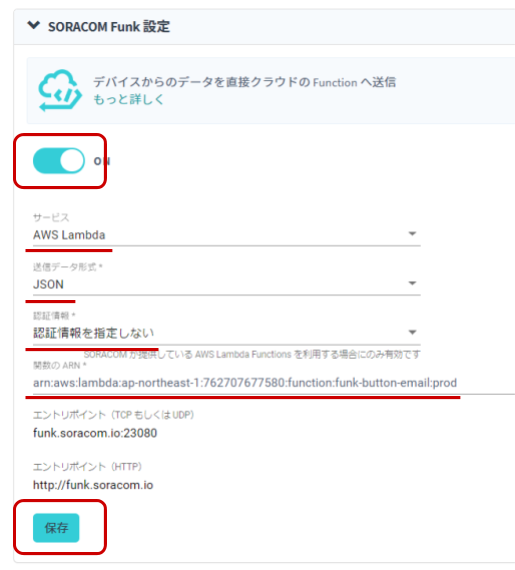 SORACOM Funk 設定
デバイスからのデータを直接クラウドの Function へ送信
もっと詳しく
ON
サービス
AWS Lambda
送信データ形式 *
JSON
認証情報 *
認証情報を指定しない
SORACOM が提供している AWS Lambda Functions を利用する場合にのみ有効です
関数の ARN *
arn:aws:lambda:ap-northeast-1:762707677580:function:funk-button-email:prod
エントリポイント（TCP もしくは UDP）
funk.soracom.io:23080
エントリポイント（HTTP）
http://funk.soracom.io
保存